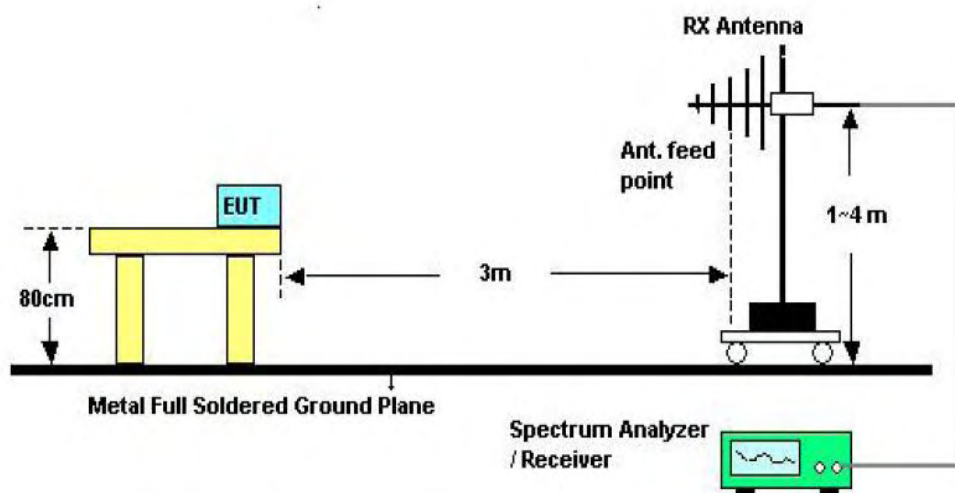 RX Antenna
Ant. feed
point
EUT
1~4 m
3m
80cm
Metal Full Soldered Ground Plane
Spectrum Analyzer
/ Receiver